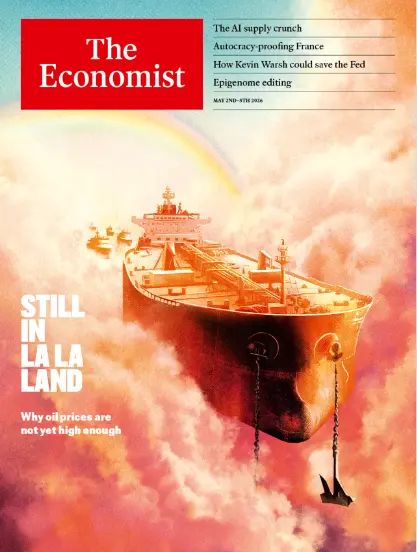 The
Economist
The AI supply crunch
Autocracy-proofing France
How Kevin Warsh could save the Fed
Epigenome editing
MAY 2ND–8TH 2026
STILL
IN
LA LA
LAND
Why oil prices are
not yet high enough